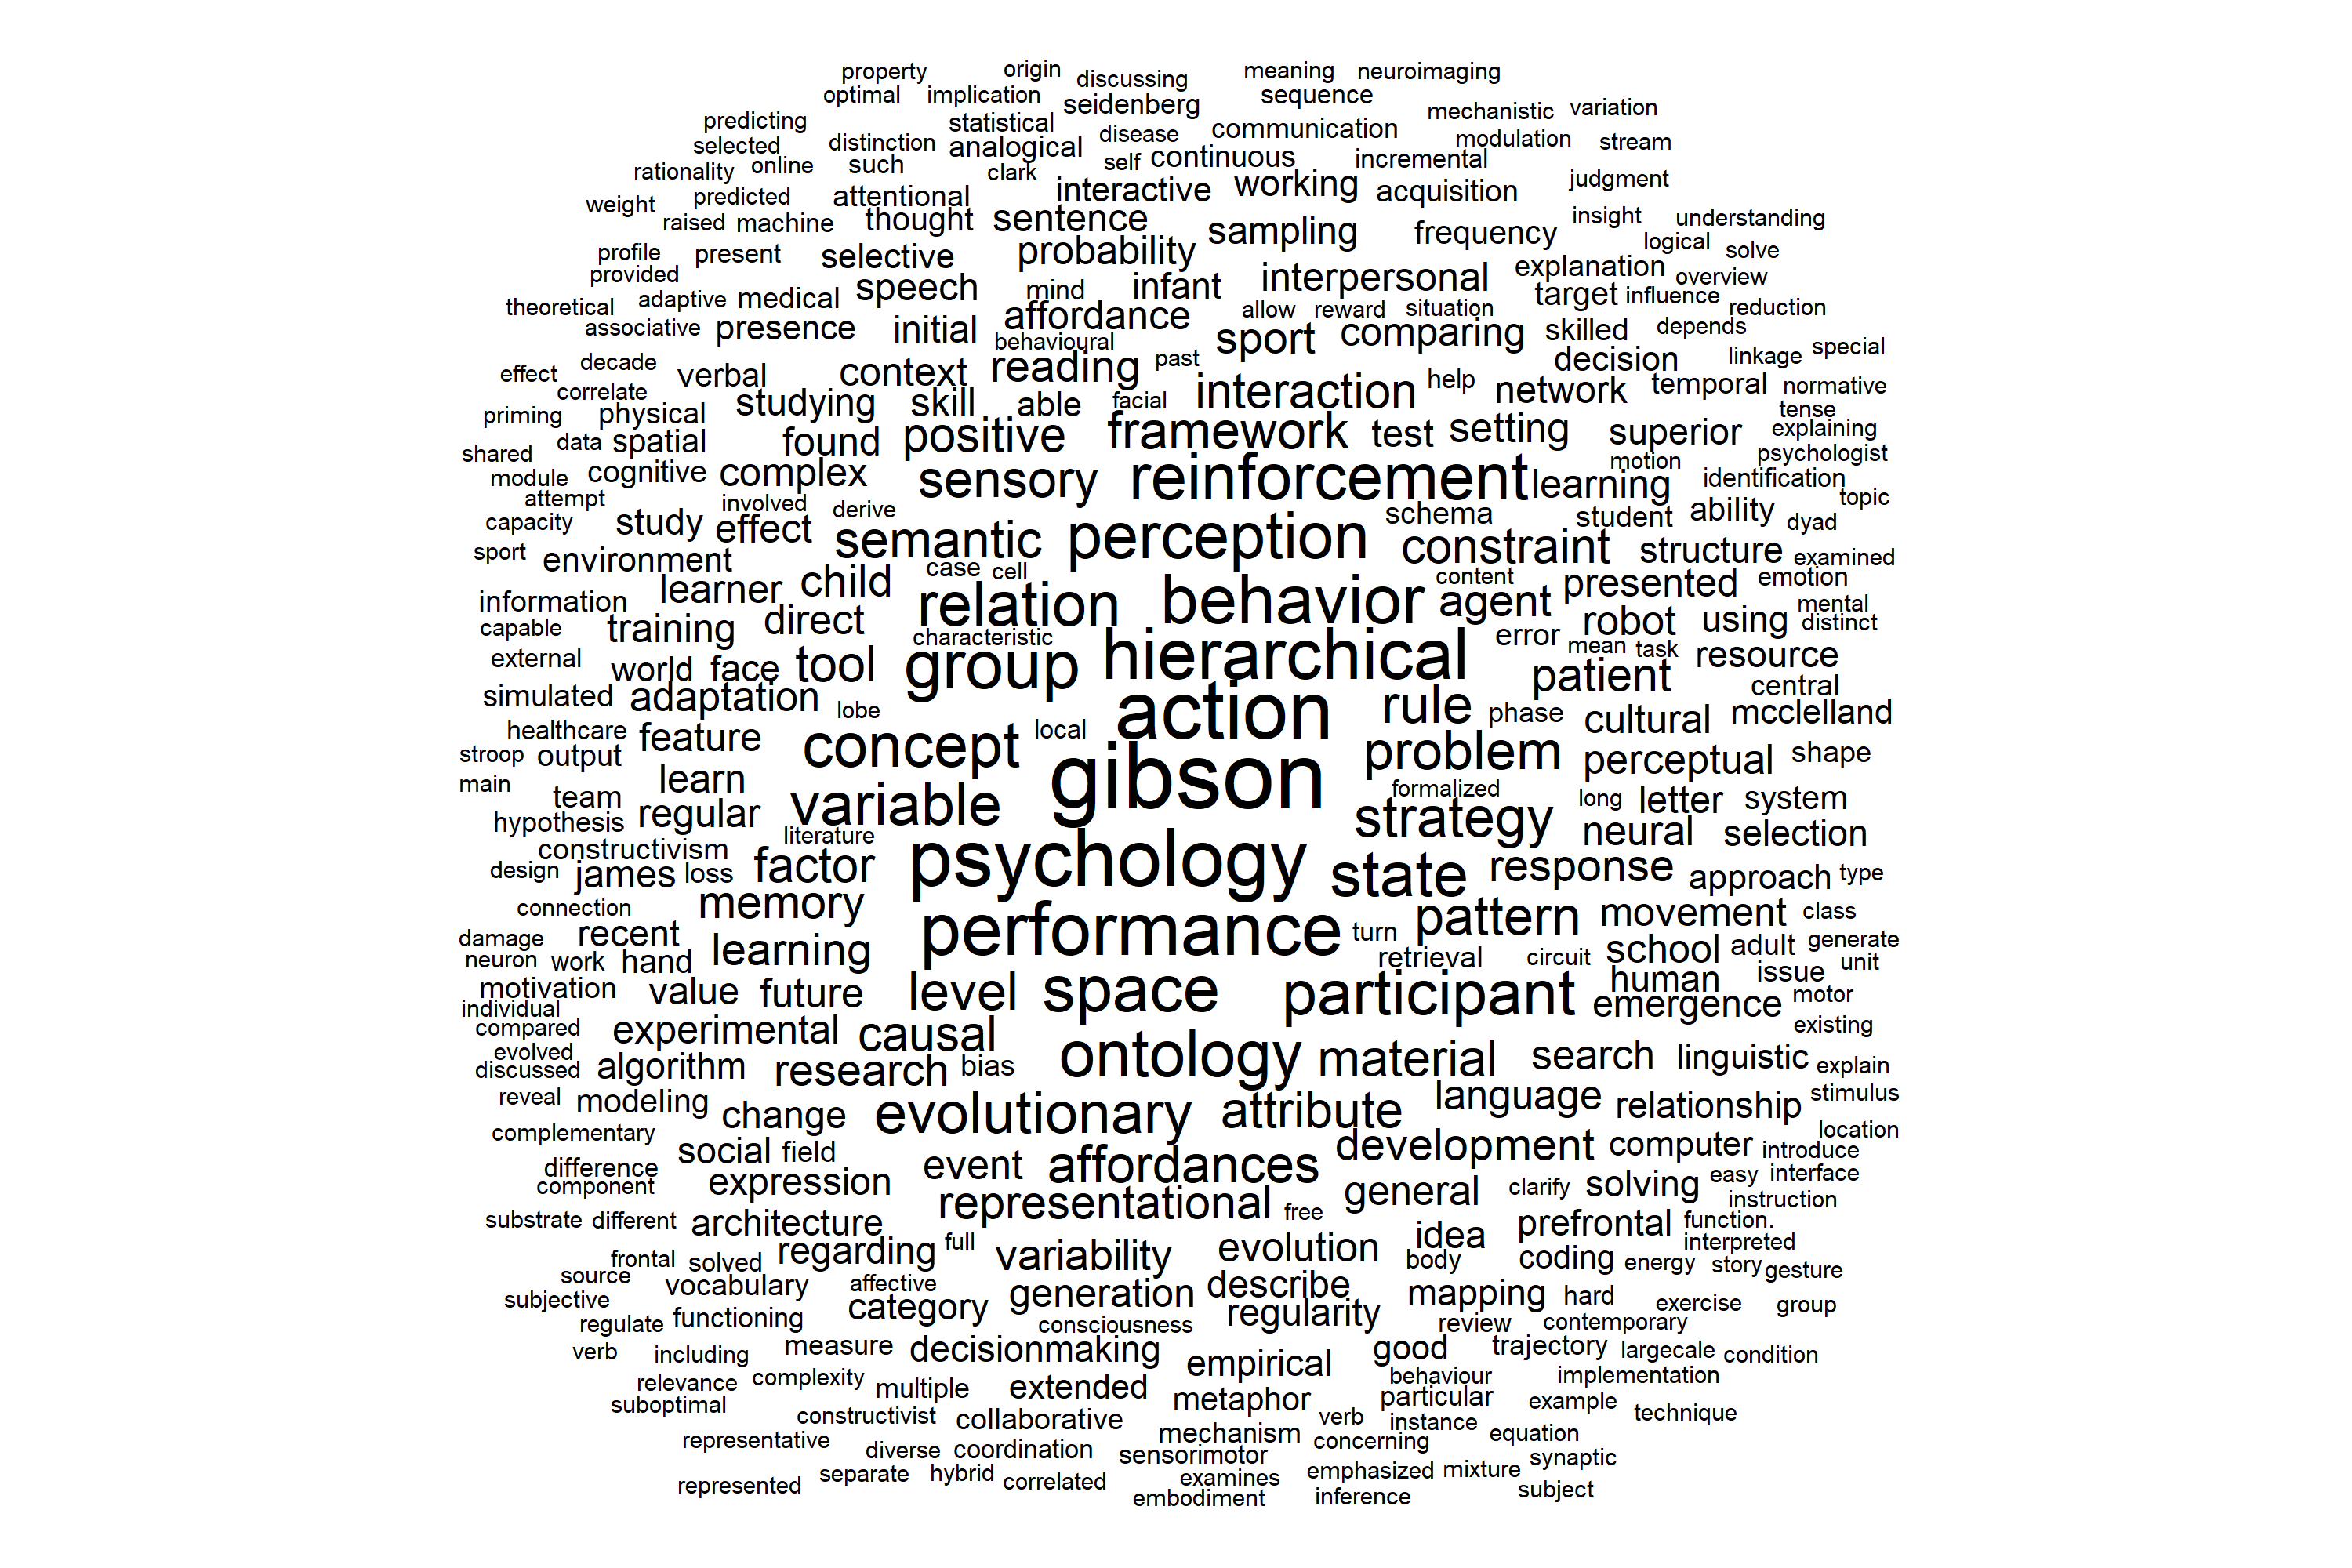 property origin discussing meaning neuroimaging
optimal implication seidenberg sequence mechanistic variation
predicting statistical disease communication modulation stream
selected distinction analogical self continuous incremental
rationality online such clark interactive working acquisition judgment
weight predicted attentional thought sentence sampling frequency insight understanding
raised machine probability logical solve
profile present selective interpersonal explanation overview
provided speech mind infant target influence reduction
theoretical adaptive medical affordance allow reward situation
associative presence initial behavioural sport comparing skilled depends
effect decade verbal context reading past decision linkage special
correlate studying skill able facial interaction help network temporal normative
priming physical found positive framework test setting superior tense explaining
shared data spatial psychologist
module cognitive complex sensory reinforcement learning motion identification
attempt involved derive schema student ability topic
capacity study effect semantic perception constraint structure dyad
sport environment case cell content presented emotion examined
information learner child relation behavior agent robot using mental
capable training direct characteristic error mean task distinct
external world face tool group hierarchical patient resource
simulated adaptation lobe action rule phase cultural central mcclelland
healthcare feature concept local problem perceptual shape
stroop output gibson
main learn variable formalized long letter system
team regular strategy neural selection
hypothesis literature
constructivism factor psychology state response approach type
design james loss
connection memory performance turn pattern movement class
damage recent learning retrieval circuit school adult generate
neuron work hand human issue unit
motivation value future level space participant emergence motor
individual
compared experimental causal existing
evolved algorithm research bias ontology material search linguistic explain
discussed
reveal modeling change evolutionary attribute language relationship stimulus
complementary social field development computer location introduce
difference event affordances easy interface
component expression representational general clarify solving instruction
substrate different architecture free idea prefrontal function.
frontal solved regarding full variability evolution body coding interpreted
source vocabulary affective generation describe mapping energy story gesture
subjective functioning category regularity hard exercise group
regulate consciousness review contemporary
verb including measure decisionmaking empirical good trajectory largecale condition
relevance complexity multiple extended metaphor behaviour implementation
suboptimal particular example
constructivist collaborative verb instance technique
representative diverse coordination mechanism concerning equation
sensorimotor synaptic
represented separate hybrid correlated examines emphasized mixture
embodiment inference subject